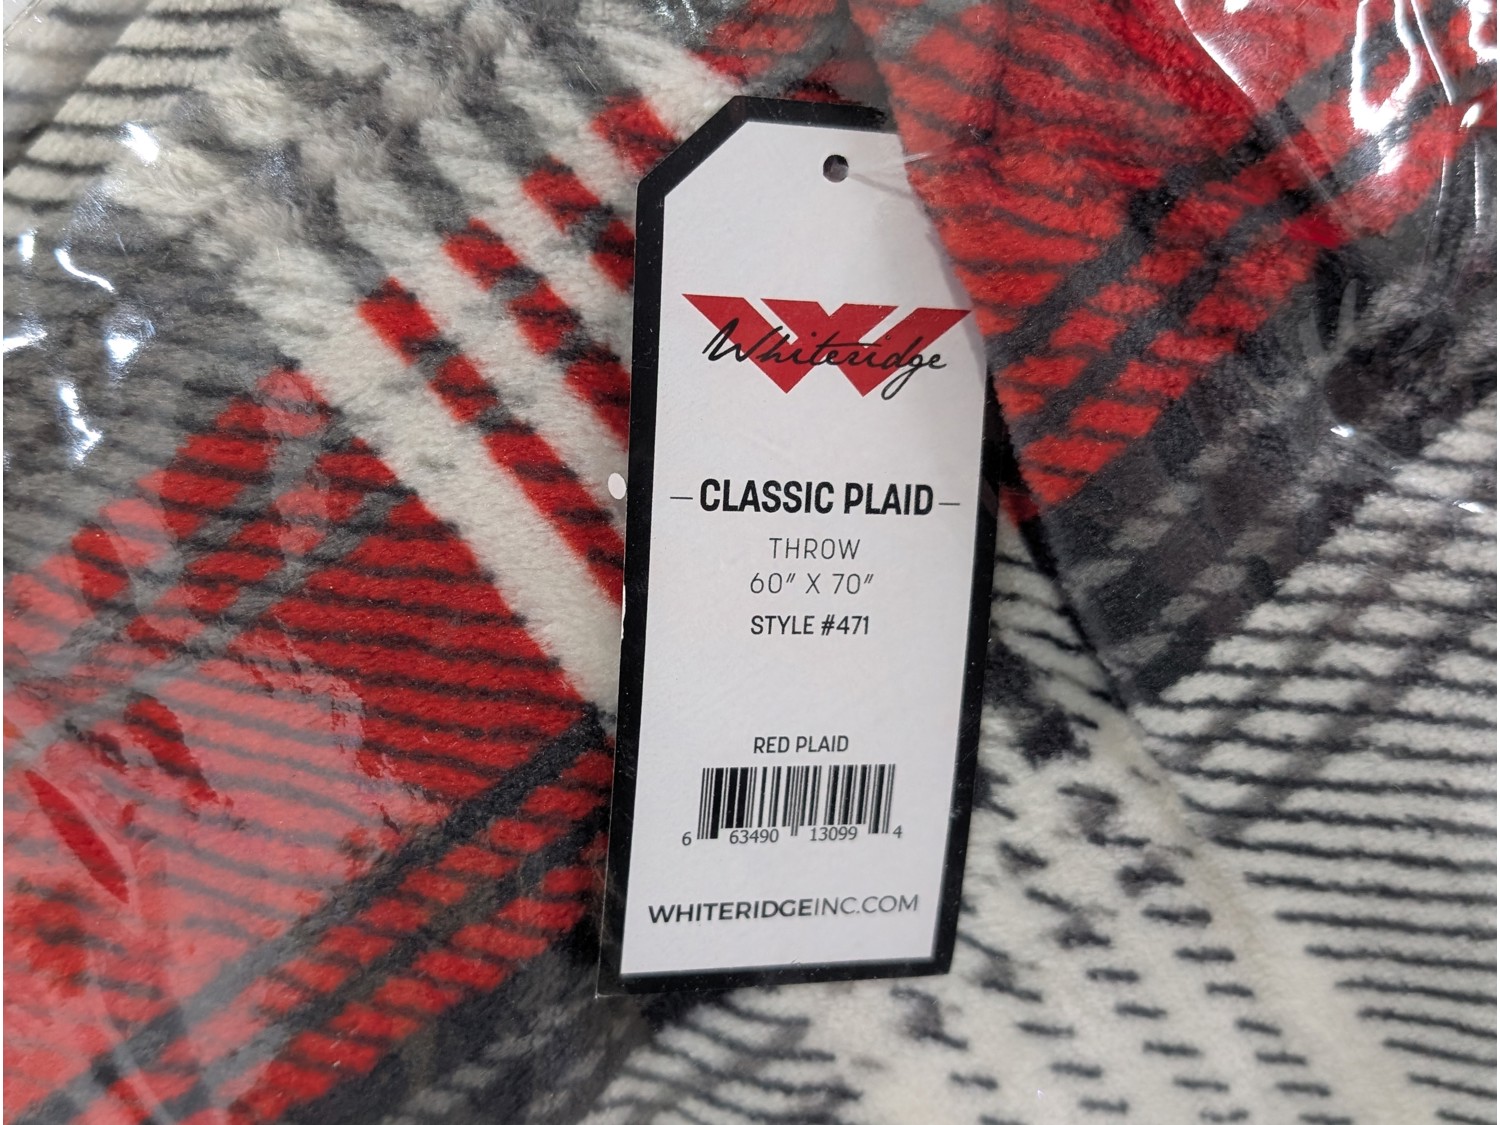 Whiteridge
CLASSIC PLAID
THROW
60" X 70"
STYLE #471
RED PLAID
6 63490 13099 4
WHITERIDGEINC.COM